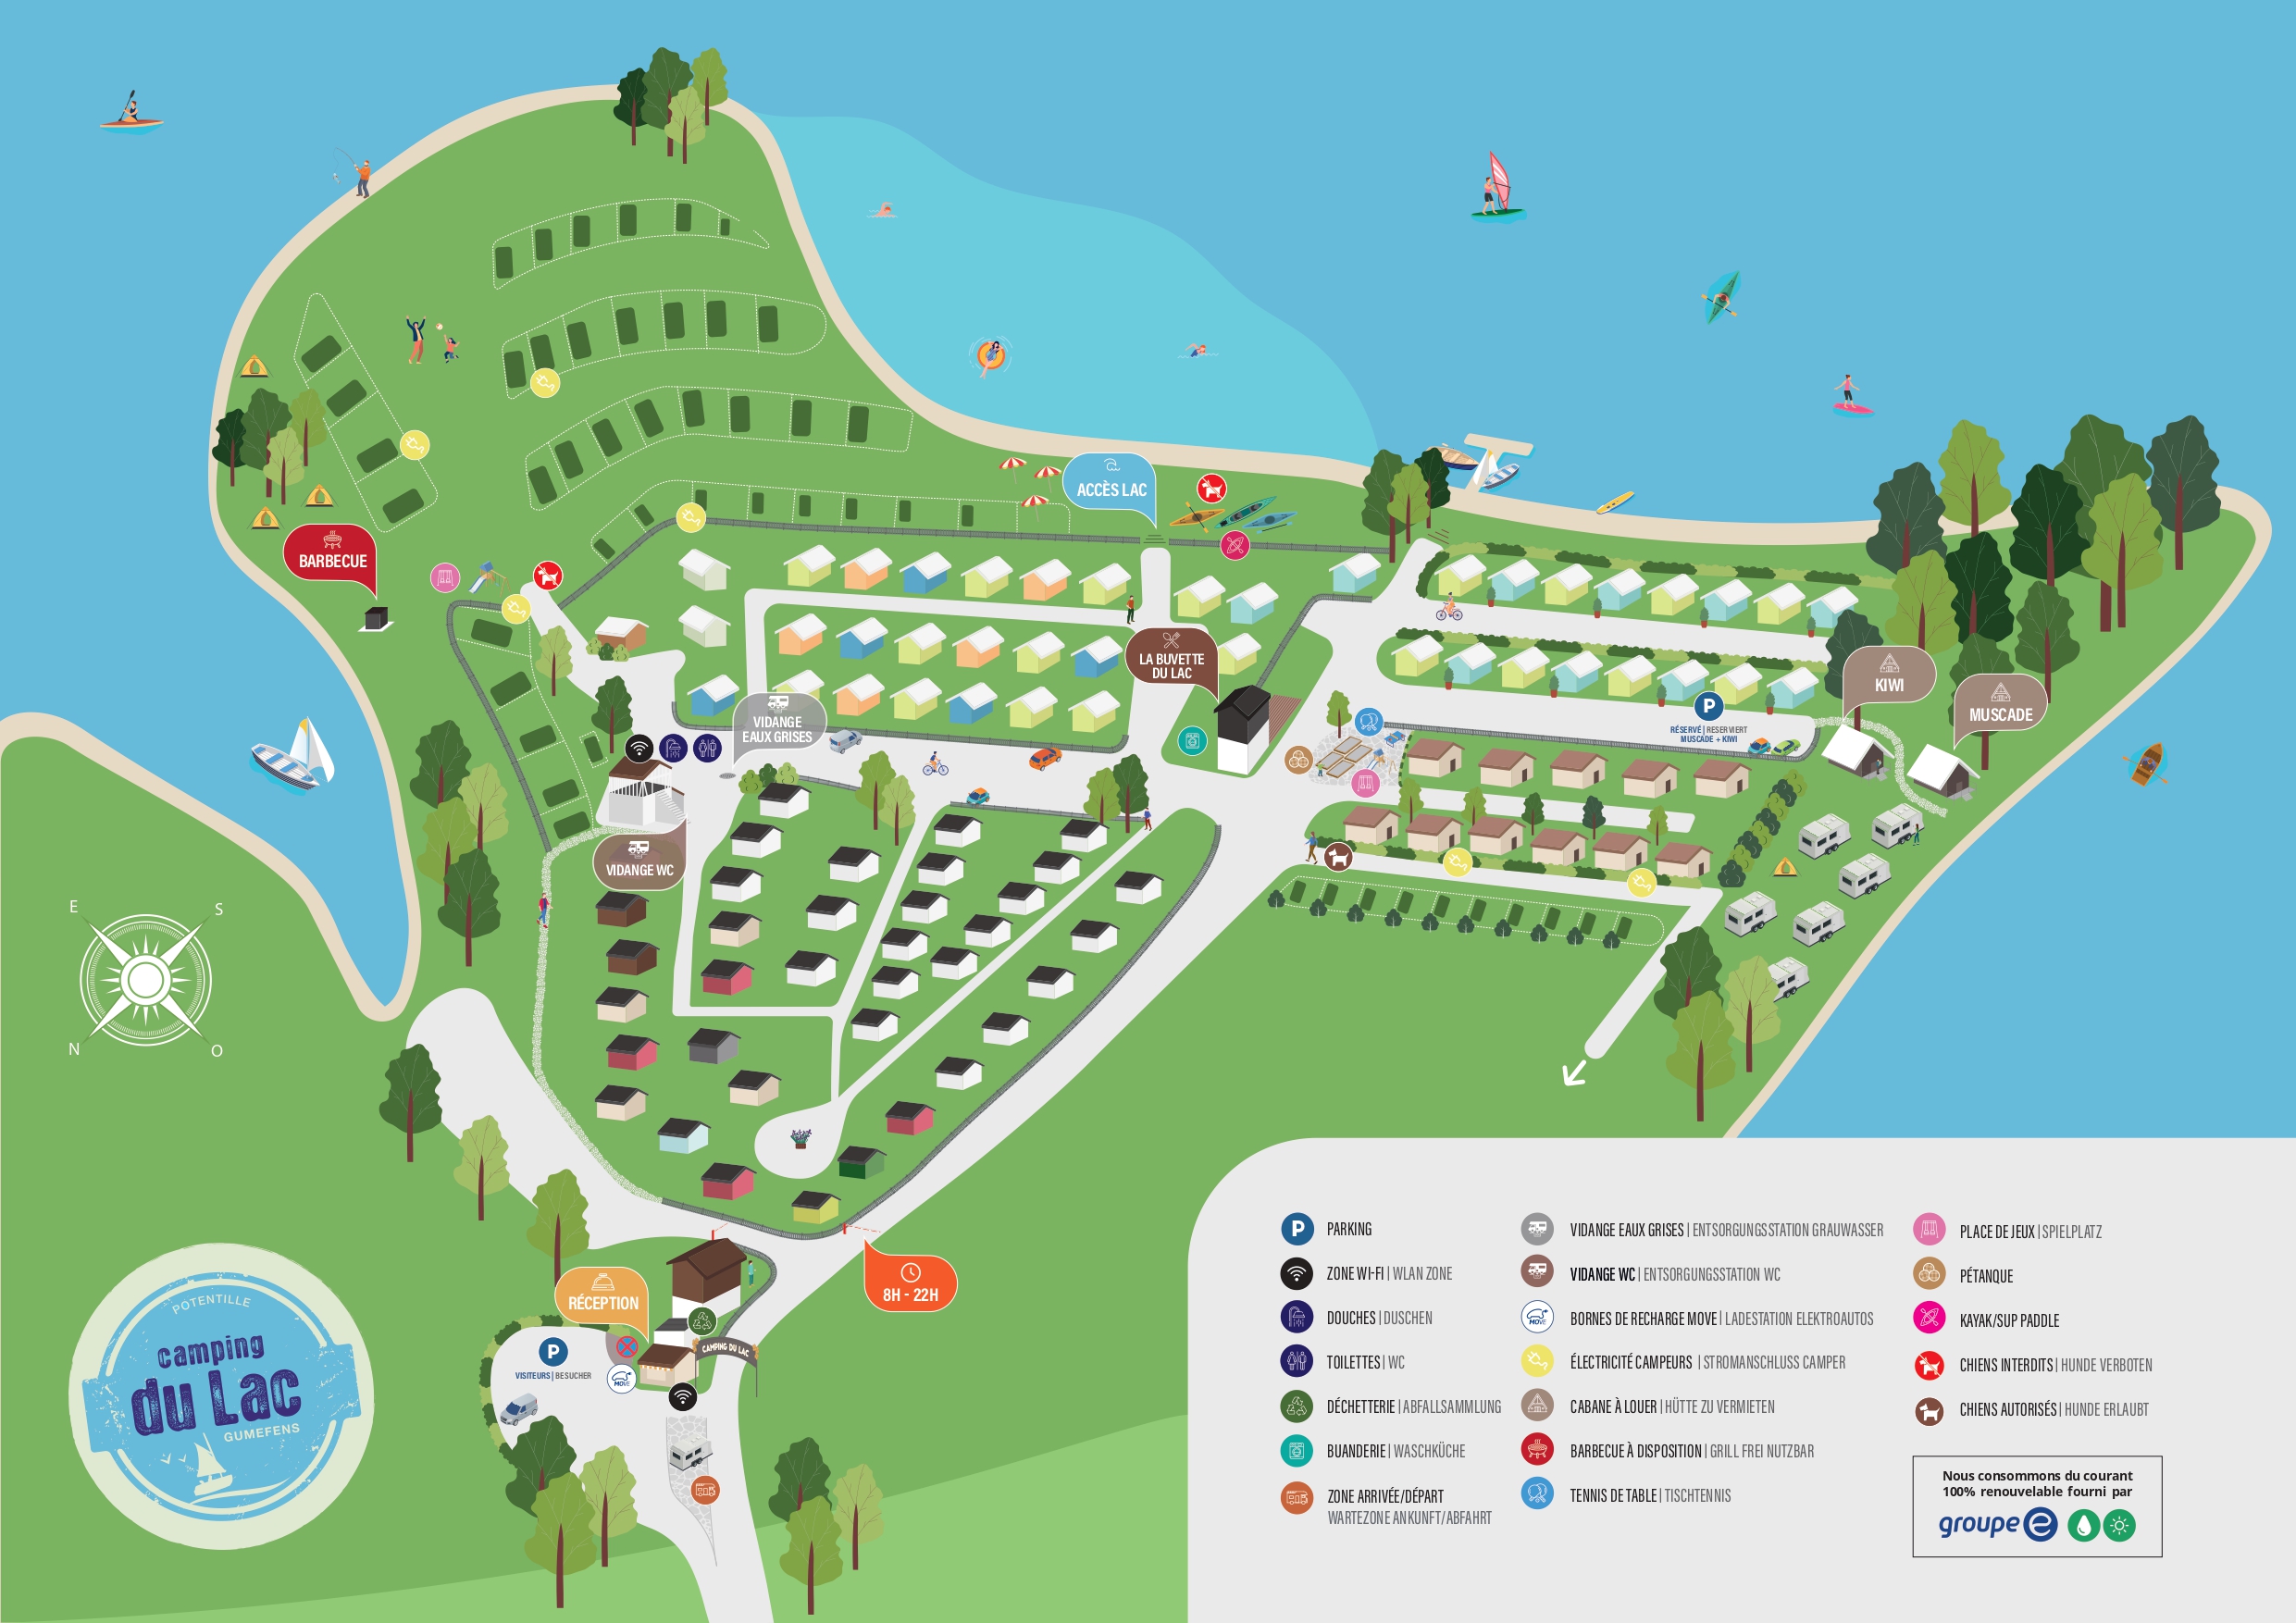 ACCÈS LAC
BARBECUE
LA BUVETTE
DU LAC
KIWI
MUSCADE
P
RÉSERVÉ | RESERVIERT
MUSCADE + KIWI
VIDANGE
EAUX GRISES
VIDANGE WC
E
S
N
O
8H - 22H
RÉCEPTION
CAMPING DU LAC
P
VISITEURS | BESUCHER
MOVE
POTENTILLE
camping
du Lac
GUMEFENS
P
PARKING
ZONE WI-FI | WLAN ZONE
DOUCHES | DUSCHEN
TOILETTES | WC
DÉCHETTERIE | ABFALLSAMMLUNG
BUANDERIE | WASCHKÜCHE
ZONE ARRIVÉE/DÉPART
WARTEZONE ANKUNFT/ABFAHRT
VIDANGE EAUX GRISES | ENTSORGUNGSSTATION GRAUWASSER
VIDANGE WC | ENTSORGUNGSSTATION WC
MOVE
BORNES DE RECHARGE MOVE | LADESTATION ELEKTROAUTOS
ÉLECTRICITÉ CAMPEURS | STROMANSCHLUSS CAMPER
CABANE À LOUER | HÜTTE ZU VERMIETEN
BARBECUE À DISPOSITION | GRILL FREI NUTZBAR
TENNIS DE TABLE | TISCHTENNIS
PLACE DE JEUX | SPIELPLATZ
PÉTANQUE
KAYAK/SUP PADDLE
CHIENS INTERDITS | HUNDE VERBOTEN
CHIENS AUTORISÉS | HUNDE ERLAUBT
Nous consommons du courant
100% renouvelable fourni par
groupe e